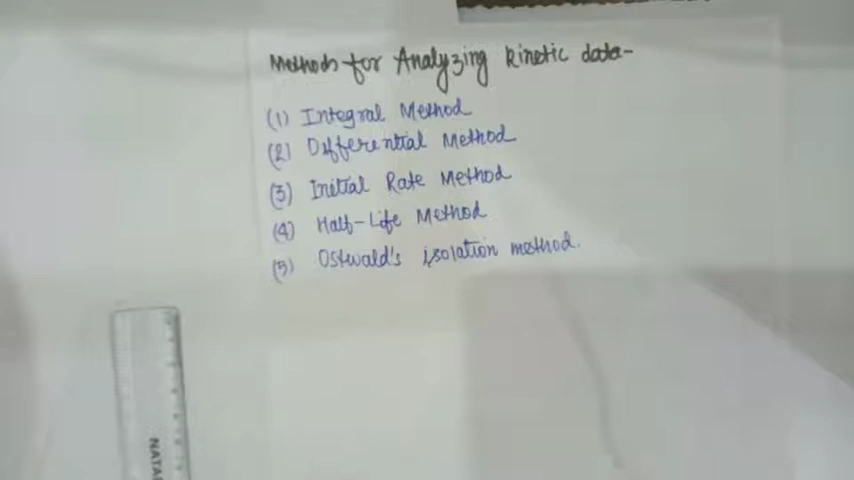 Methods for Analyzing kinetic data-
(1) Integral Method
(2) Differential Method
(3) Initial Rate Method
(4) Half-Life Method
(5) Ostwald's isolation method.
NATA